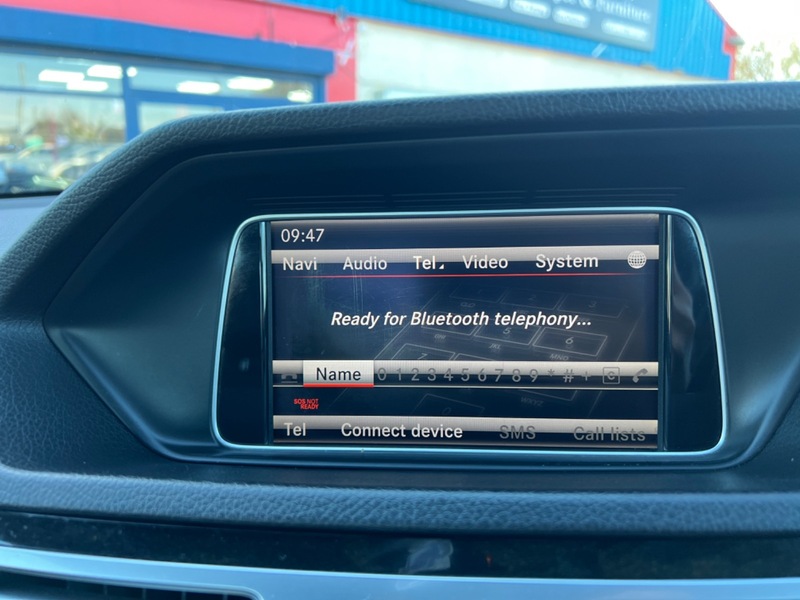 & Furniture
09:47
Navi Audio Tel Video System
Ready for Bluetooth telephony...
Name 0 1 2 3 4 5 6 7 8 9 * # +
SOS NOT
READY
Tel Connect device SMS Call lists